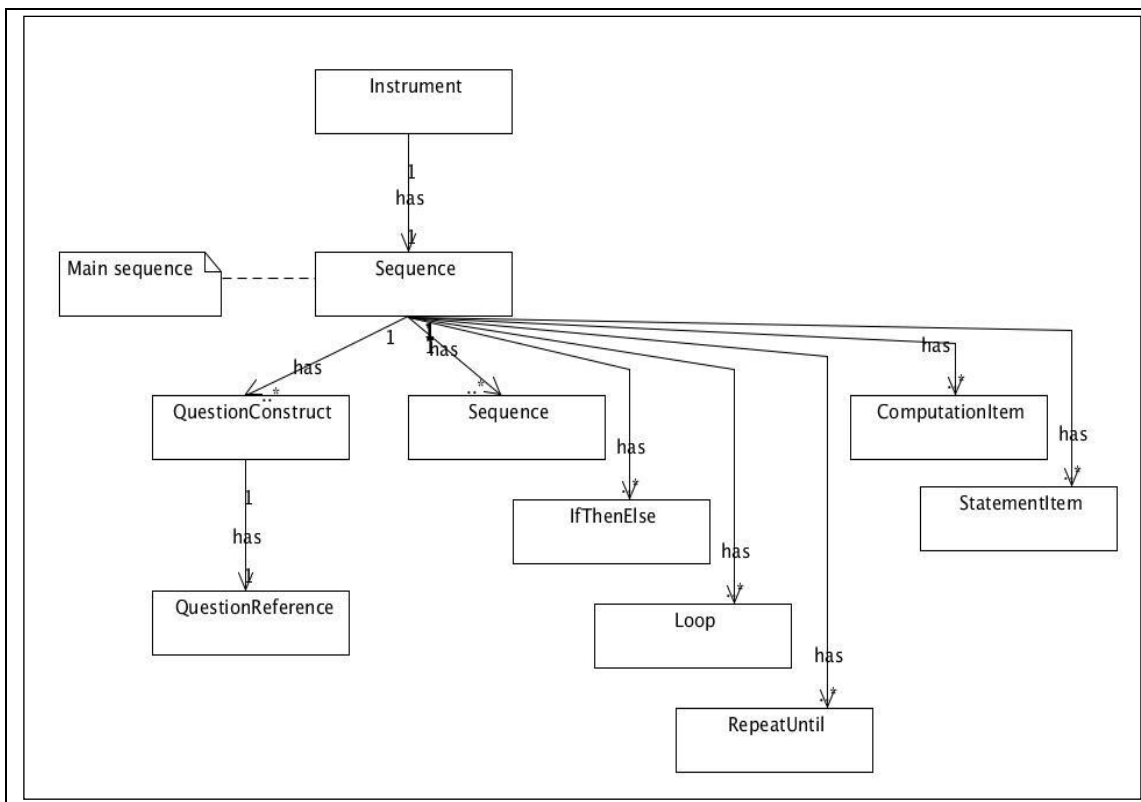 Instrument
1
has
1
Main sequence
Sequence
1
1
has
has
has
..*
QuestionConstruct
..*
Sequence
.*
ComputationItem
has
has
.*
IfThenElse
.*
StatementItem
1
has
1
QuestionReference
has
.*
Loop
has
.*
RepeatUntil